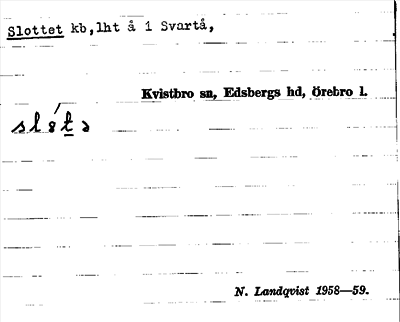 Slottet kb,lht å 1 Svartå,
Kvistbro sn, Edsbergs hd, Örebro l.
N. Landqvist 1958—59.